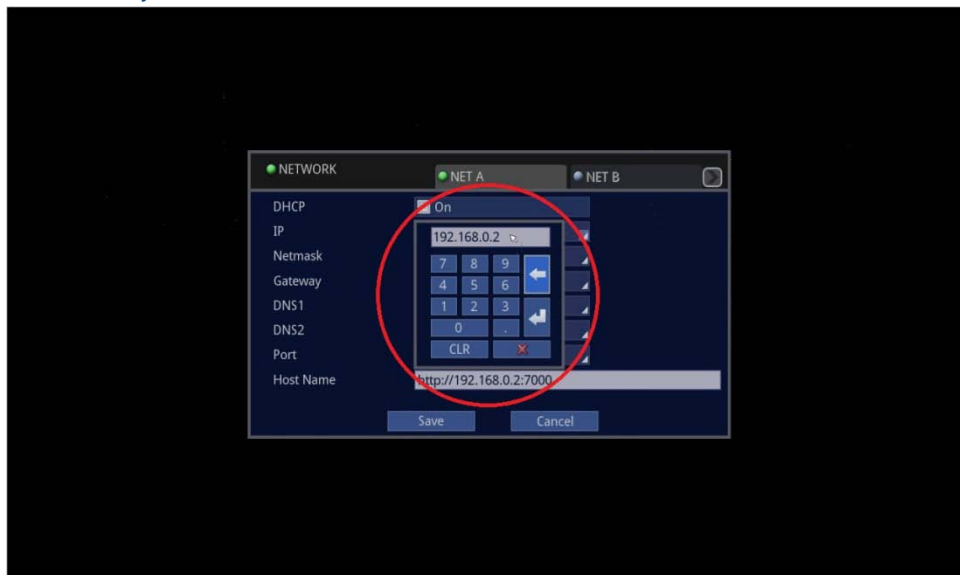 NETWORK
NET A
NET B
DHCP
On
IP
192.168.0.2
Netmask
7 8 9
Gateway
4 5 6
DNS1
1 2 3
DNS2
0 .
Port
CLR
Host Name
http://192.168.0.2:7000
Save
Cancel